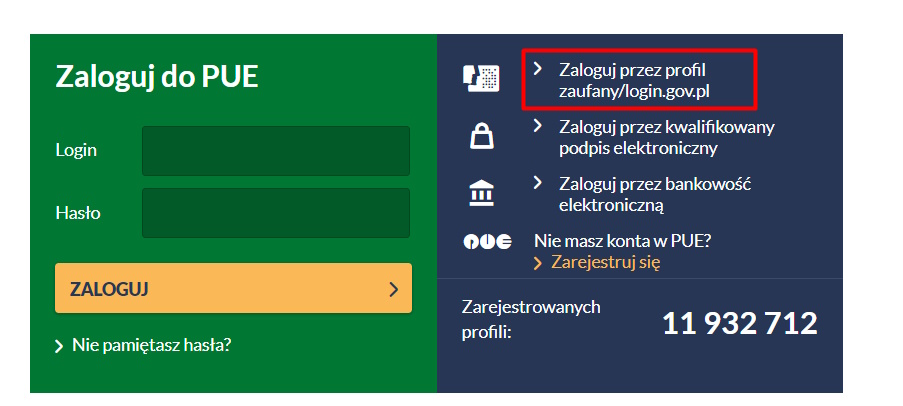 Zaloguj do PUE
Login
Hasło
ZALOGUJ
Nie pamiętasz hasła?
Zaloguj przez profil
zaufany/login.gov.pl
Zaloguj przez kwalifikowany
podpis elektroniczny
Zaloguj przez bankowość
elektroniczną
PUE
Nie masz konta w PUE?
Zarejestruj się
Zarejestrowanych
profili:
11 932 712